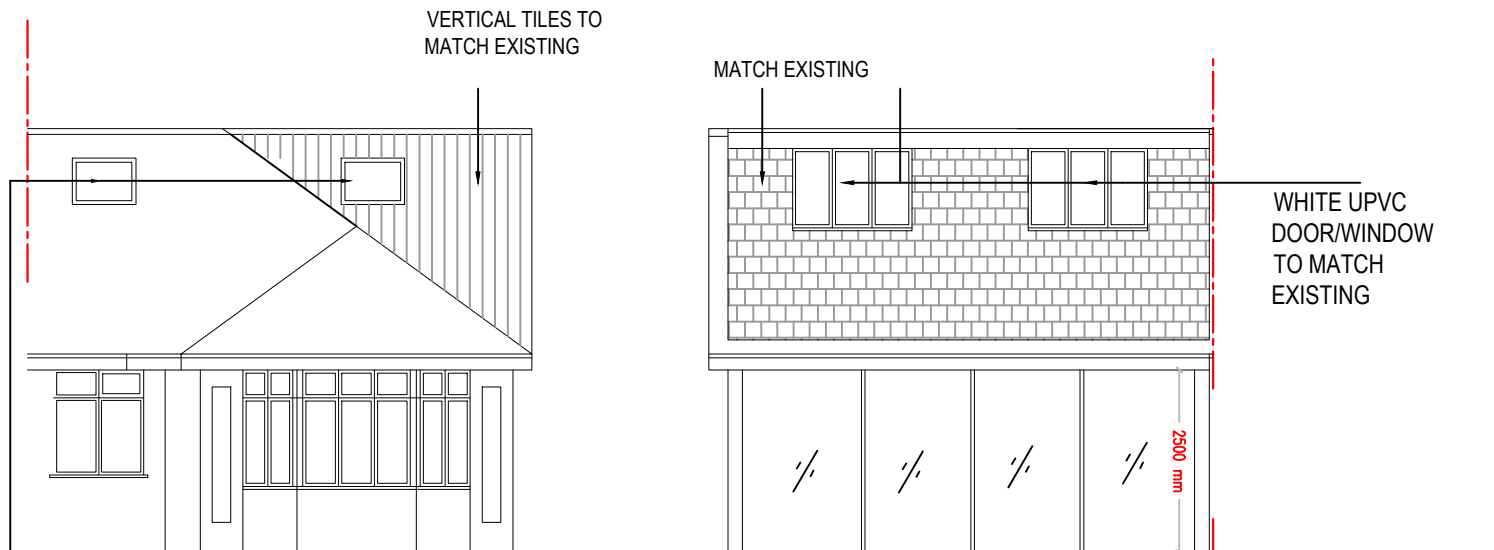 VERTICAL TILES TO
MATCH EXISTING
MATCH EXISTING
WHITE UPVC
DOOR/WINDOW
TO MATCH
EXISTING
2500 mm